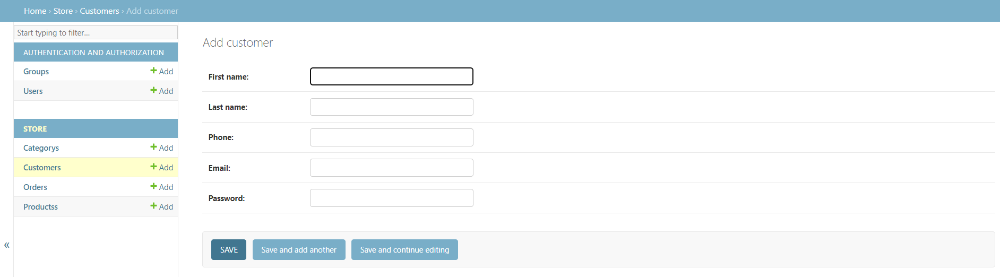 Home › Store › Customers › Add customer
Start typing to filter...
AUTHENTICATION AND AUTHORIZATION
Groups + Add
Users + Add
STORE
Categorys + Add
Customers + Add
Orders + Add
Productss + Add
«
Add customer
First name:
Last name:
Phone:
Email:
Password:
SAVE Save and add another Save and continue editing